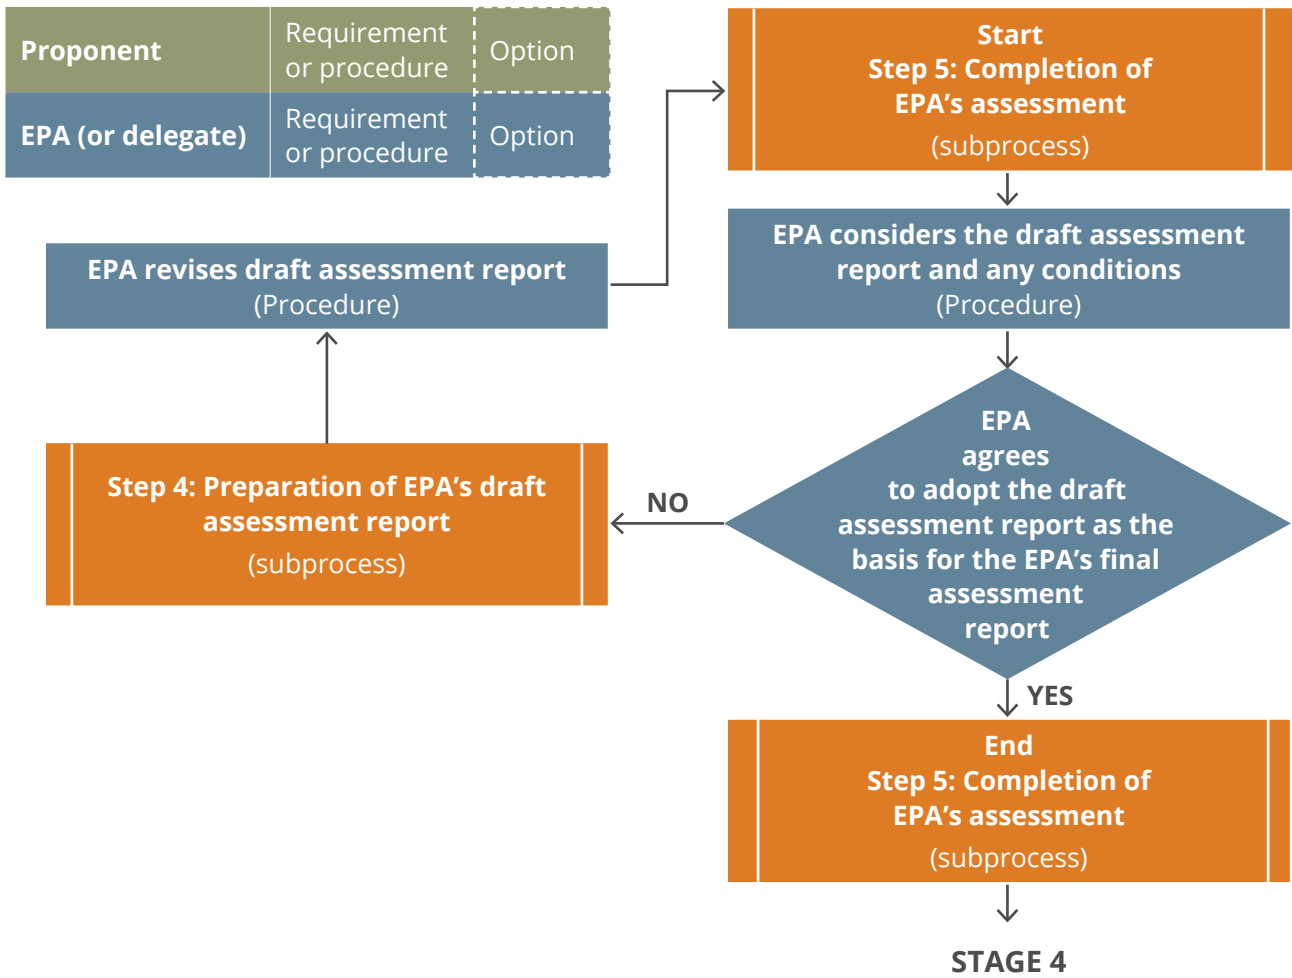 Proponent
Requirement
or procedure
Option
EPA (or delegate)
Requirement
or procedure
Option
Start
Step 5: Completion of
EPA’s assessment
(subprocess)
EPA considers the draft assessment
report and any conditions
(Procedure)
EPA
agrees
to adopt the draft
assessment report as the
basis for the EPA’s final
assessment
report
NO
Step 4: Preparation of EPA’s draft
assessment report
(subprocess)
EPA revises draft assessment report
(Procedure)
YES
End
Step 5: Completion of
EPA’s assessment
(subprocess)
STAGE 4